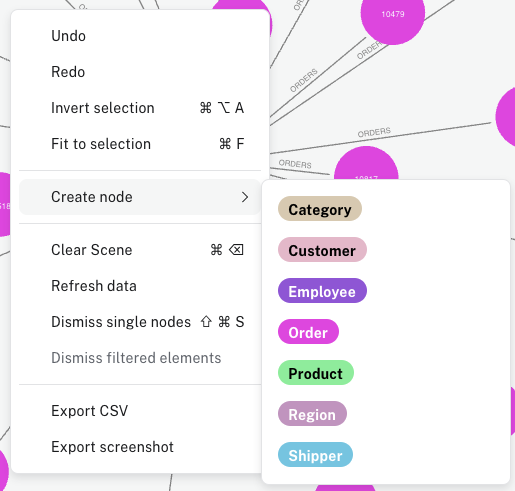 10479
ORDERS
ORDERS
ORDERS
ORDERS
Undo
Redo
Invert selection ⌘ ⌥ A
Fit to selection ⌘ F
Create node
Clear Scene ⌘ ⌫
Refresh data
Dismiss single nodes ⇧ ⌘ S
Dismiss filtered elements
Export CSV
Export screenshot
Category
Customer
Employee
Order
Product
Region
Shipper